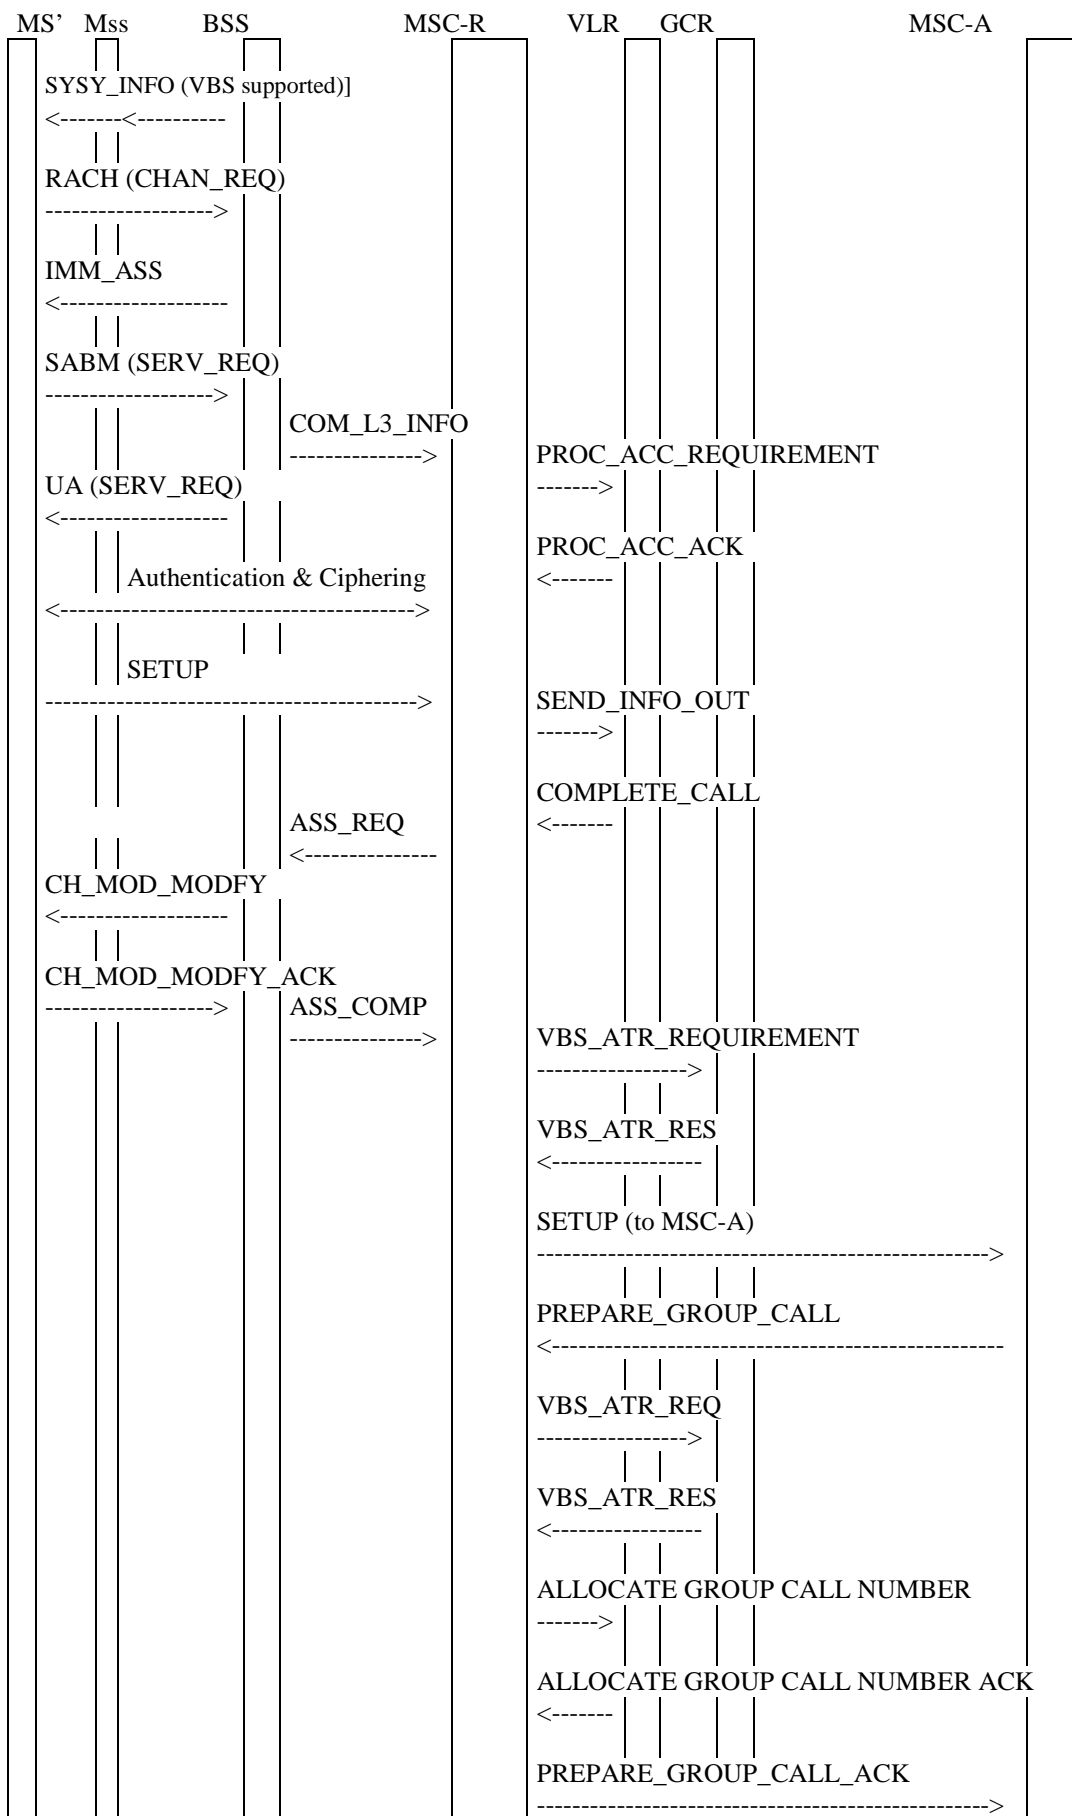 MS’ Mss BSS MSC-R VLR GCR MSC-A
SYSY_INFO (VBS supported)]
<-------<----------
RACH (CHAN_REQ)
------------------->
IMM_ASS
<-------------------
SABM (SERV_REQ)
------------------->
COM_L3_INFO
---------------> PROC_ACC_REQUIREMENT
UA (SERV_REQ) ------->
<-------------------
PROC_ACC_ACK
Authentication & Ciphering <-------
<---------------------------------------->
SETUP
------------------------------------------> SEND_INFO_OUT
------->
COMPLETE_CALL
ASS_REQ <-------
<---------------
CH_MOD_MODFY
<-------------------
CH_MOD_MODFY_ACK
-------------------> ASS_COMP
---------------> VBS_ATR_REQUIREMENT
----------------->
VBS_ATR_RES
<-----------------
SETUP (to MSC-A)
--------------------------------------------------->
PREPARE_GROUP_CALL
<---------------------------------------------------
VBS_ATR_REQ
----------------->
VBS_ATR_RES
<-----------------
ALLOCATE GROUP CALL NUMBER
------->
ALLOCATE GROUP CALL NUMBER ACK
<-------
PREPARE_GROUP_CALL_ACK
--------------------------------------------------->